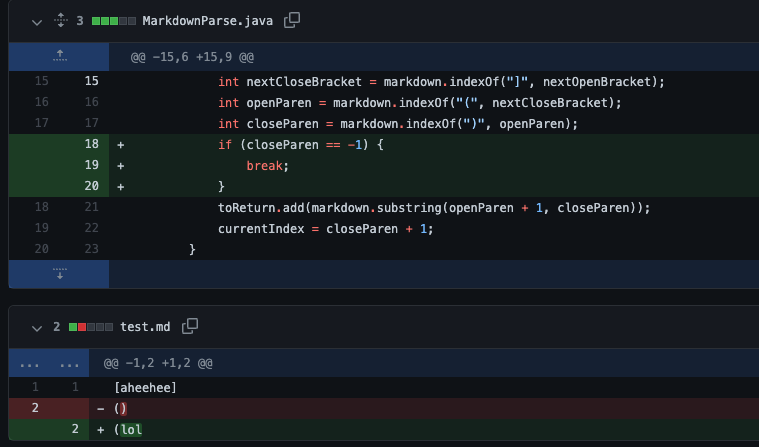 3 MarkdownParse.java
@@ -15,6 +15,9 @@
15 15 int nextCloseBracket = markdown.indexOf("]", nextOpenBracket);
16 16 int openParen = markdown.indexOf("(", nextCloseBracket);
17 17 int closeParen = markdown.indexOf(")", openParen);
18 + if (closeParen == -1) {
19 + break;
20 + }
18 21 toReturn.add(markdown.substring(openParen + 1, closeParen));
19 22 currentIndex = closeParen + 1;
20 23 }
2 test.md
... ... @@ -1,2 +1,2 @@
1 1 [aheehee]
2 - ()
2 + (lol